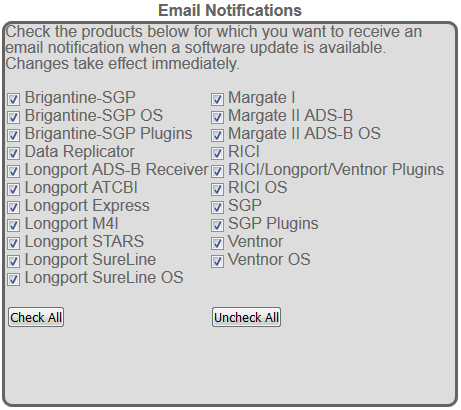 Email Notifications
Check the products below for which you want to receive an
email notification when a software update is available.
Changes take effect immediately.
Brigantine-SGP
Brigantine-SGP OS
Brigantine-SGP Plugins
Data Replicator
Longport ADS-B Receiver
Longport ATCBI
Longport Express
Longport M4I
Longport STARS
Longport SureLine
Longport SureLine OS
Margate I
Margate II ADS-B
Margate II ADS-B OS
RICI
RICI/Longport/Ventnor Plugins
RICI OS
SGP
SGP Plugins
Ventnor
Ventnor OS
Check All
Uncheck All